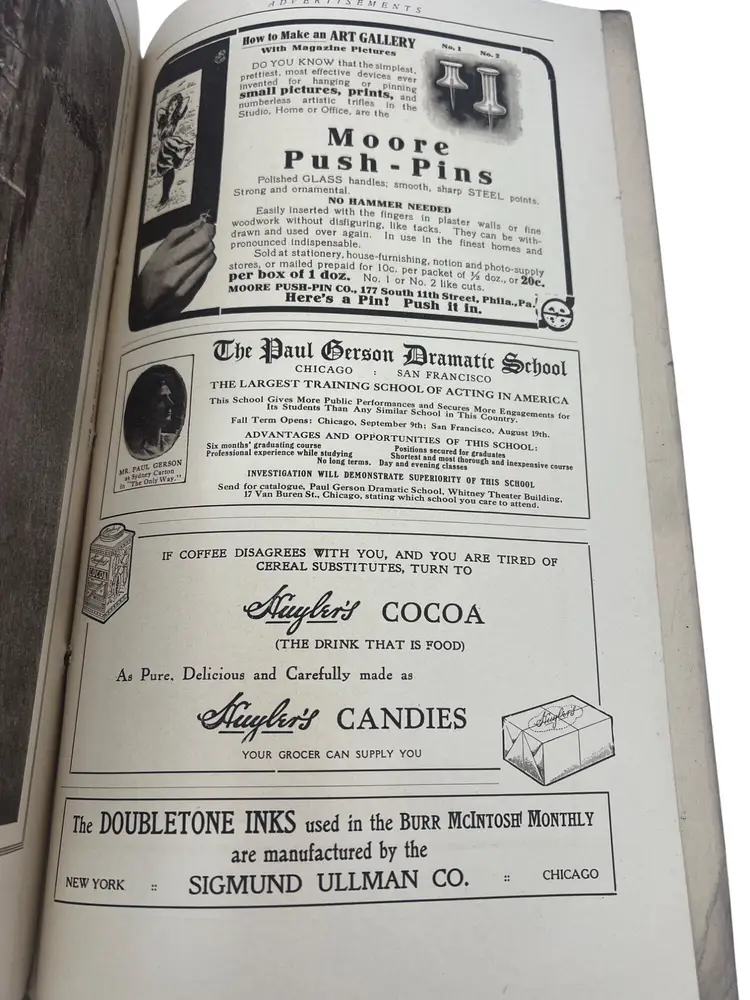 ADVERTISEMENTS
How to Make an ART GALLERY
With Magazine Pictures
No. 1 No. 2
DO YOU KNOW that the simplest,
prettiest, most effective devices ever
invented for hanging or pinning
small pictures, prints, and
numberless artistic trifles in the
Studio, Home or Office, are the
Moore
Push-Pins
Polished GLASS handles; smooth, sharp STEEL points.
Strong and ornamental.
NO HAMMER NEEDED
Easily inserted with the fingers in plaster walls or fine
woodwork without disfiguring, like tacks. They can be with-
drawn and used over again. In use in the finest homes and
pronounced indispensable.
Sold at stationery, house-furnishing, notion and photo-supply
stores, or mailed prepaid for 10c. per packet of ½ doz., or 20c.
per box of 1 doz. No. 1 or No. 2 like cuts.
MOORE PUSH-PIN CO., 177 South 11th Street, Phila., Pa.
Here's a Pin! Push it in.
The Paul Gerson Dramatic School
CHICAGO : SAN FRANCISCO
THE LARGEST TRAINING SCHOOL OF ACTING IN AMERICA
This School Gives More Public Performances and Secures More Engagements for
Its Students Than Any Similar School in This Country.
Fall Term Opens: Chicago, September 9th; San Francisco, August 19th.
ADVANTAGES AND OPPORTUNITIES OF THIS SCHOOL:
Six months' graduating course Positions secured for graduates
Professional experience while studying Shortest and most thorough and inexpensive course
No long terms. Day and evening classes
INVESTIGATION WILL DEMONSTRATE SUPERIORITY OF THIS SCHOOL
Send for catalogue, Paul Gerson Dramatic School, Whitney Theater Building,
17 Van Buren St., Chicago, stating which school you care to attend.
MR. PAUL GERSON
as Sydney Carton
in "The Only Way."
IF COFFEE DISAGREES WITH YOU, AND YOU ARE TIRED OF
CEREAL SUBSTITUTES, TURN TO
Huyler's COCOA
(THE DRINK THAT IS FOOD)
As Pure, Delicious and Carefully made as
Huyler's CANDIES
Huyler's
YOUR GROCER CAN SUPPLY YOU
The DOUBLETONE INKS used in the BURR McINTOSH MONTHLY
are manufactured by the
NEW YORK :: SIGMUND ULLMAN CO. :: CHICAGO